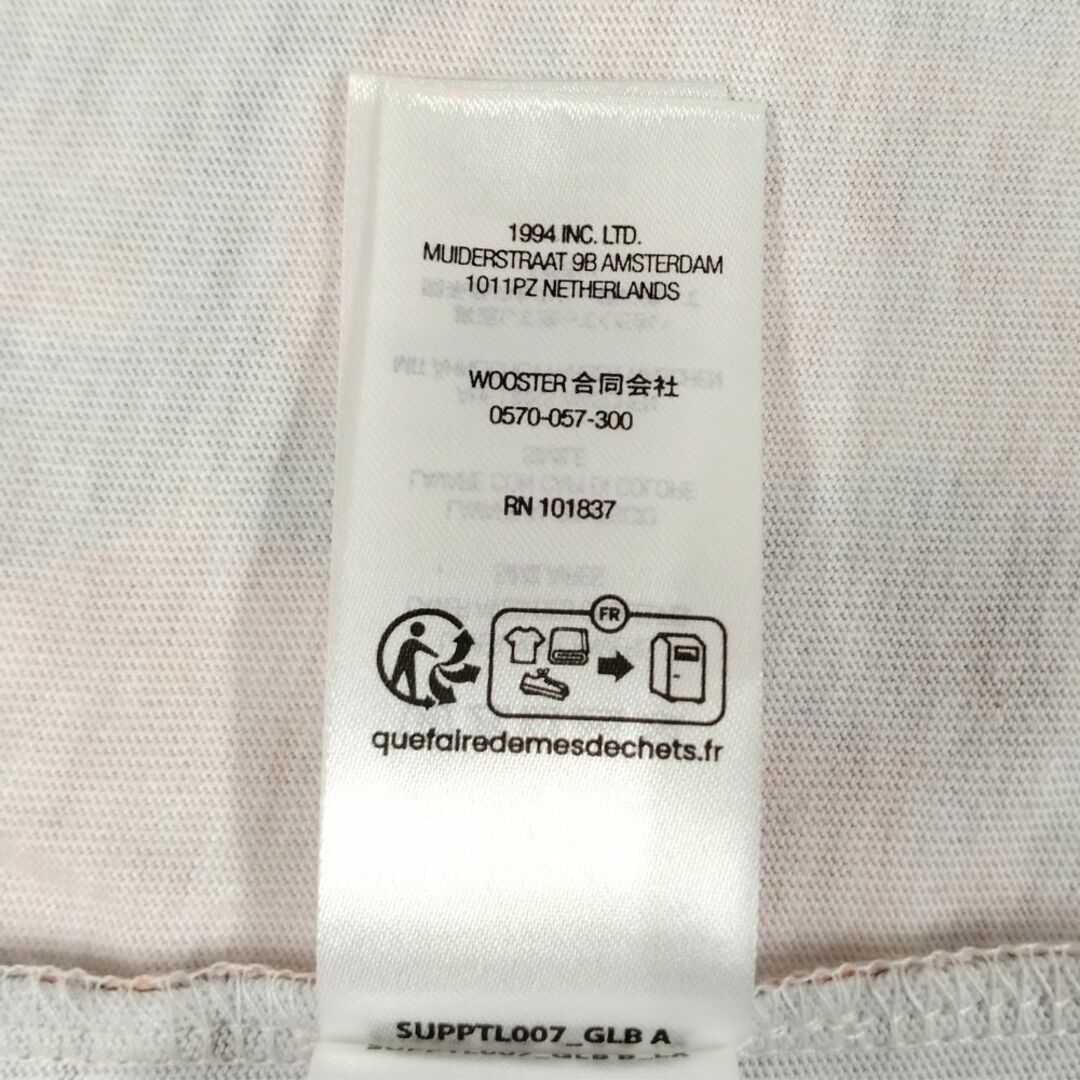 1994 INC. LTD.
MUIDERSTRAAT 9B AMSTERDAM
1011PZ NETHERLANDS
WOOSTER 合同会社
0570-057-300
RN 101837
FR
quefairedemesdechets.fr
SUPPTL007_GLB A